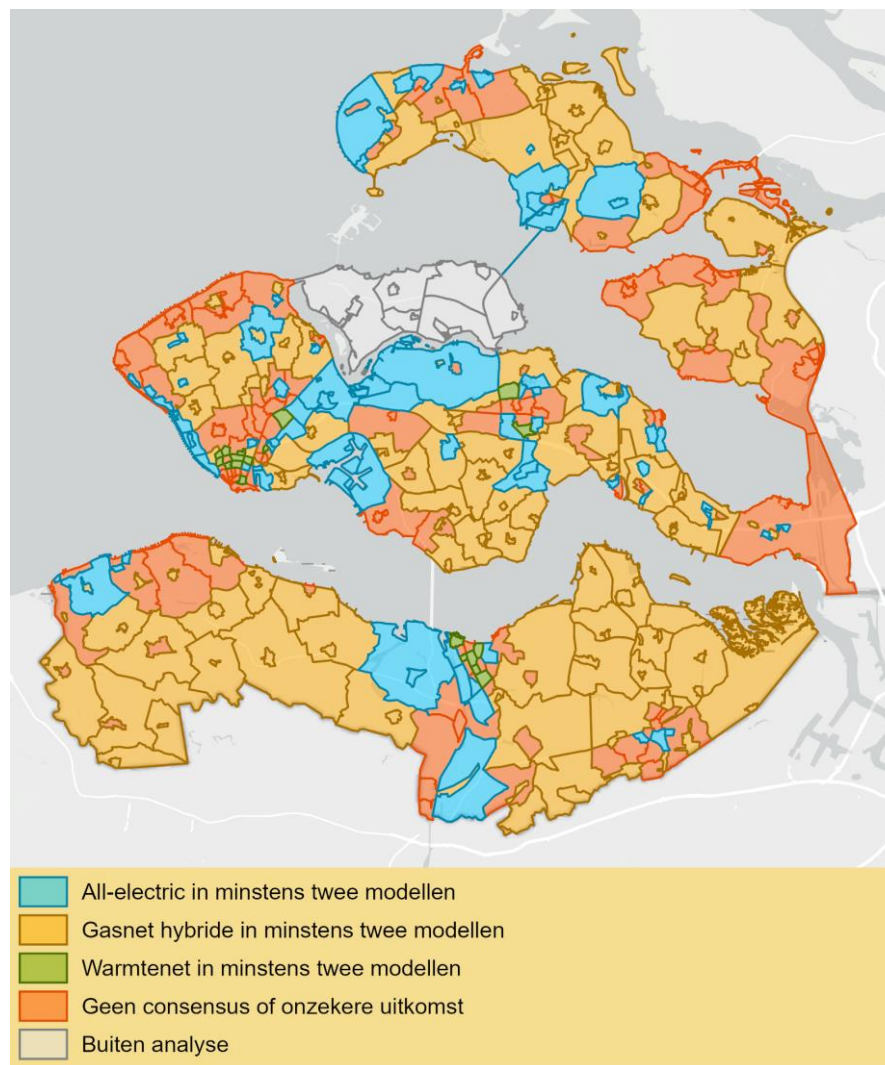 All-electric in minstens twee modellen
Gasnet hybride in minstens twee modellen
Warmtenet in minstens twee modellen
Geen consensus of onzekere uitkomst
Buiten analyse